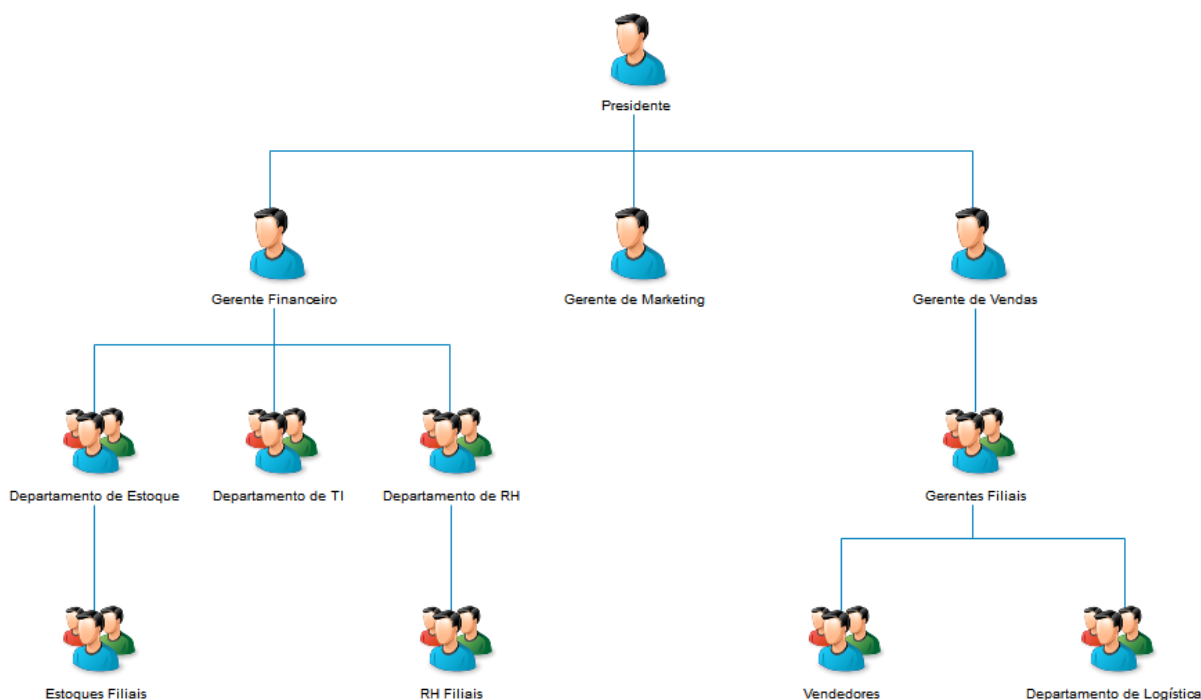 Presidente
Gerente Financeiro
Gerente de Marketing
Gerente de Vendas
Departamento de Estoque
Departamento de TI
Departamento de RH
Gerentes Filiais
Estoques Filiais
RH Filiais
Vendedores
Departamento de Logística